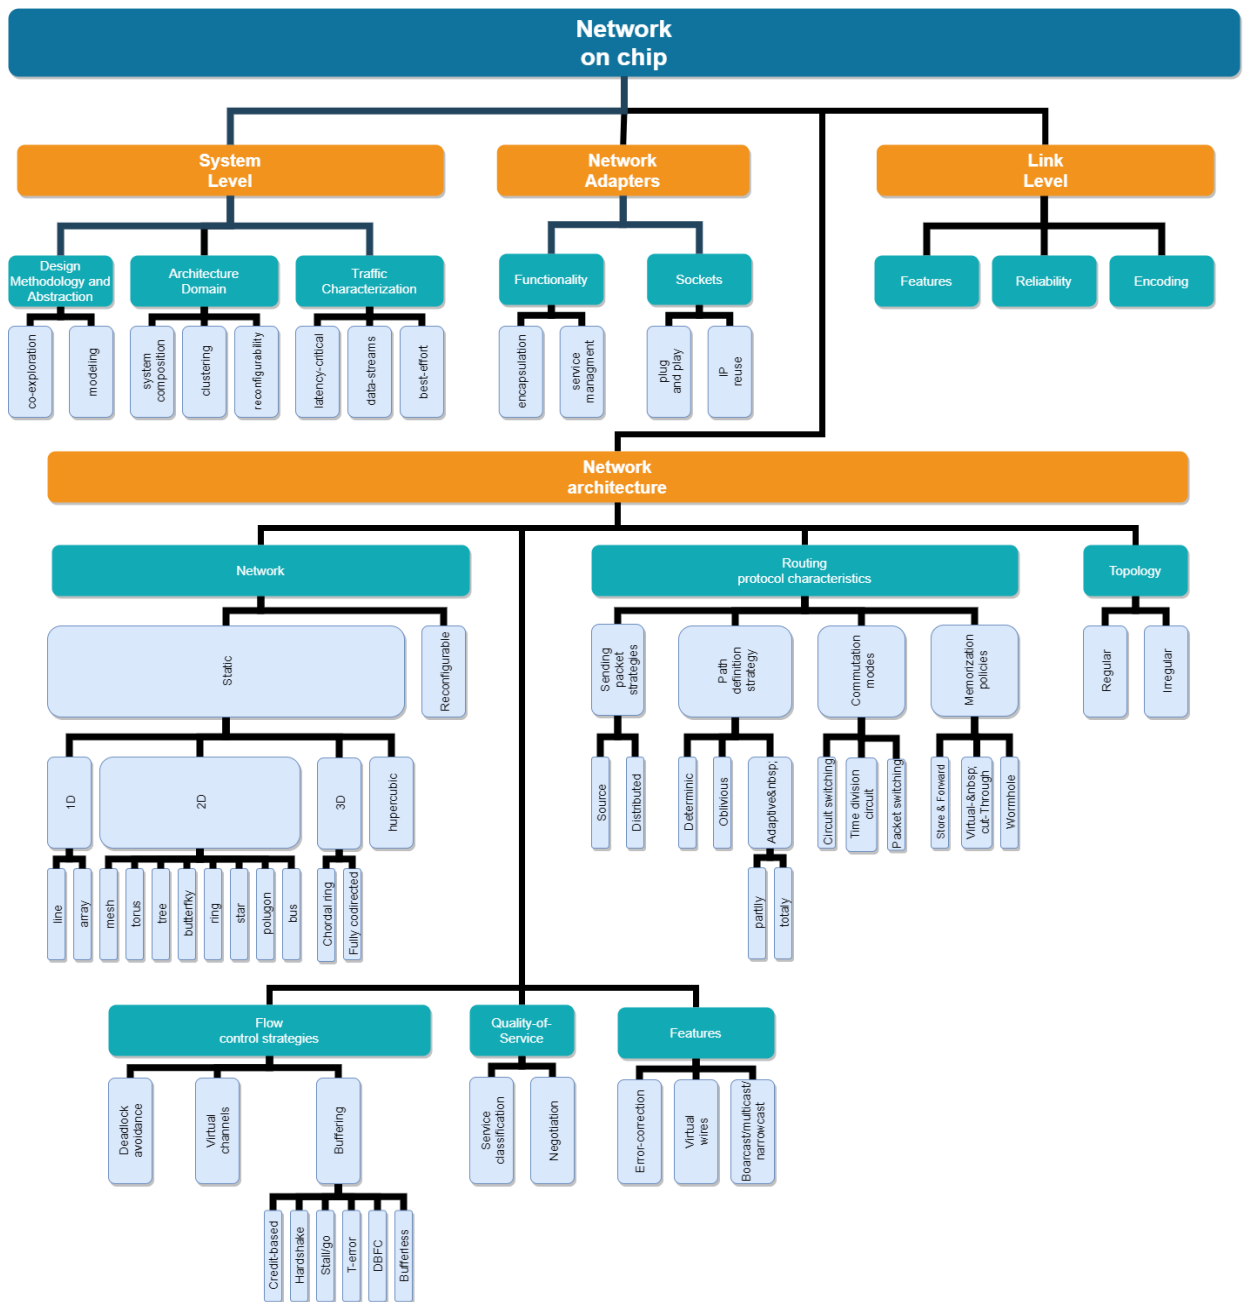 Network
on chip
System
Level
Network
Adapters
Link
Level
Design
Methodology and
Abstraction
Architecture
Domain
Traffic
Characterization
Functionality
Sockets
Features
Reliability
Encoding
co-exploration
modeling
system
composition
clustering
reconfigurability
latency-critical
data-streams
best-effort
encapsulation
service
managment
plug
and play
IP
reuse
Network
architecture
Network
Routing
protocol characteristics
Topology
Static
Reconfigurable
Sending
packet
strategies
Path
definition
strategy
Commutation
modes
Memorization
policies
Regular
Irregular
1D
2D
3D
hupercubic
Source
Distributed
Determinic
Oblivious
Adaptive&nbsp;
Circuit switching
Time division
circuit
Packet switching
Store & Forward
Virtual-&nbsp;
cut-Through
Wormhole
line
array
mesh
torus
tree
butterfky
ring
star
polugon
bus
Chordal ring
Fully codirected
partlly
totaly
Flow
control strategies
Quality-of-
Service
Features
Deadlock
avoidance
Virtual
channels
Buffering
Service
classification
Negotiation
Error-correction
Virtual
wires
Boarcast/multicast/
narrowcast
Credit-based
Hardshake
Stall/go
T-error
DBFC
Bufferless